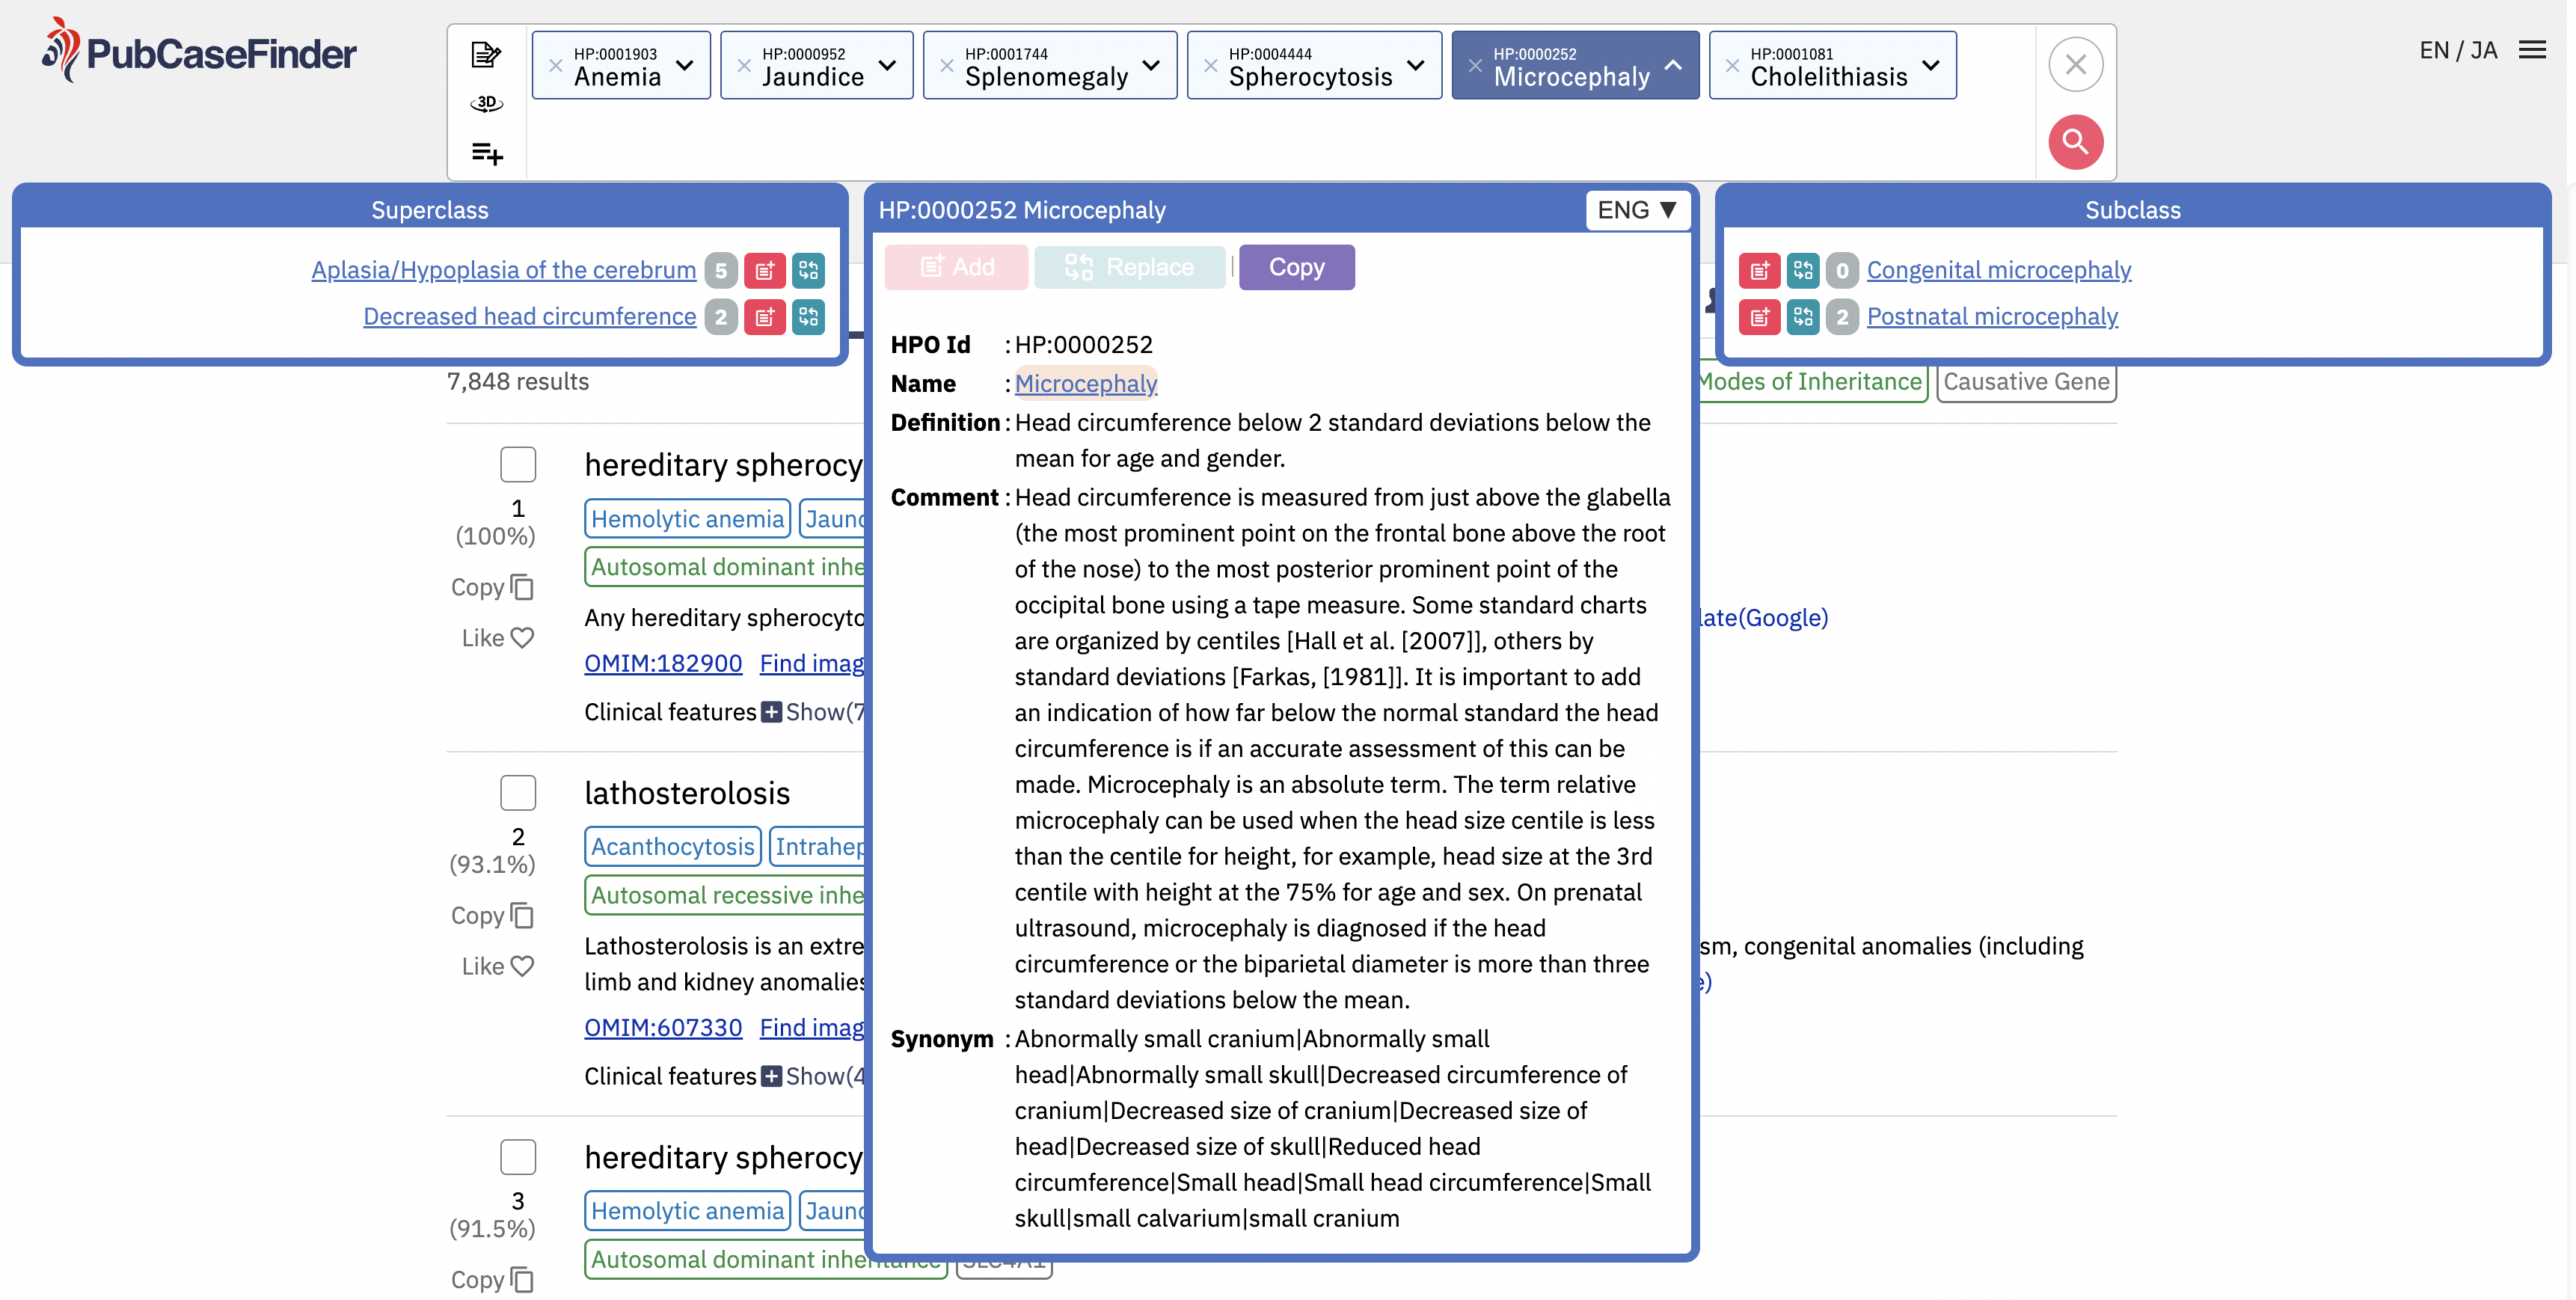 PubCaseFinder
HP:0001903
Anemia
HP:0000952
Jaundice
HP:0001744
Splenomegaly
HP:0004444
Spherocytosis
HP:0000252
Microcephaly
HP:0001081
Cholelithiasis
3D
EN / JA
Superclass
Aplasia/Hypoplasia of the cerebrum 5
Decreased head circumference 2
HP:0000252 Microcephaly
ENG ▼
Add
Replace
|
Copy
HPO Id : HP:0000252
Name : Microcephaly
Definition : Head circumference below 2 standard deviations below the
mean for age and gender.
Comment : Head circumference is measured from just above the glabella
(the most prominent point on the frontal bone above the root
of the nose) to the most posterior prominent point of the
occipital bone using a tape measure. Some standard charts
are organized by centiles [Hall et al. [2007]], others by
standard deviations [Farkas, [1981]]. It is important to add
an indication of how far below the normal standard the head
circumference is if an accurate assessment of this can be
made. Microcephaly is an absolute term. The term relative
microcephaly can be used when the head size centile is less
than the centile for height, for example, head size at the 3rd
centile with height at the 75% for age and sex. On prenatal
ultrasound, microcephaly is diagnosed if the head
circumference or the biparietal diameter is more than three
standard deviations below the mean.
Synonym : Abnormally small cranium|Abnormally small
head|Abnormally small skull|Decreased circumference of
cranium|Decreased size of cranium|Decreased size of
head|Decreased size of skull|Reduced head
circumference|Small head|Small head circumference|Small
skull|small calvarium|small cranium
Subclass
0 Congenital microcephaly
2 Postnatal microcephaly
7,848 results
Modes of Inheritance
Causative Gene
hereditary spherocy
1
(100%)
Copy
Like
Hemolytic anemia
Jaund
Autosomal dominant inhe
Any hereditary spherocyto
late(Google)
OMIM:182900 Find imag
Clinical features Show(7
lathosterolosis
2
(93.1%)
Copy
Like
Acanthocytosis
Intrahep
Autosomal recessive inhe
Lathosterolosis is an extre
sm, congenital anomalies (including
limb and kidney anomalies
e)
OMIM:607330 Find imag
Clinical features Show(4
hereditary spherocy
3
(91.5%)
Copy
Hemolytic anemia
Jaund
Autosomal dominant inheritance
SLC4A1